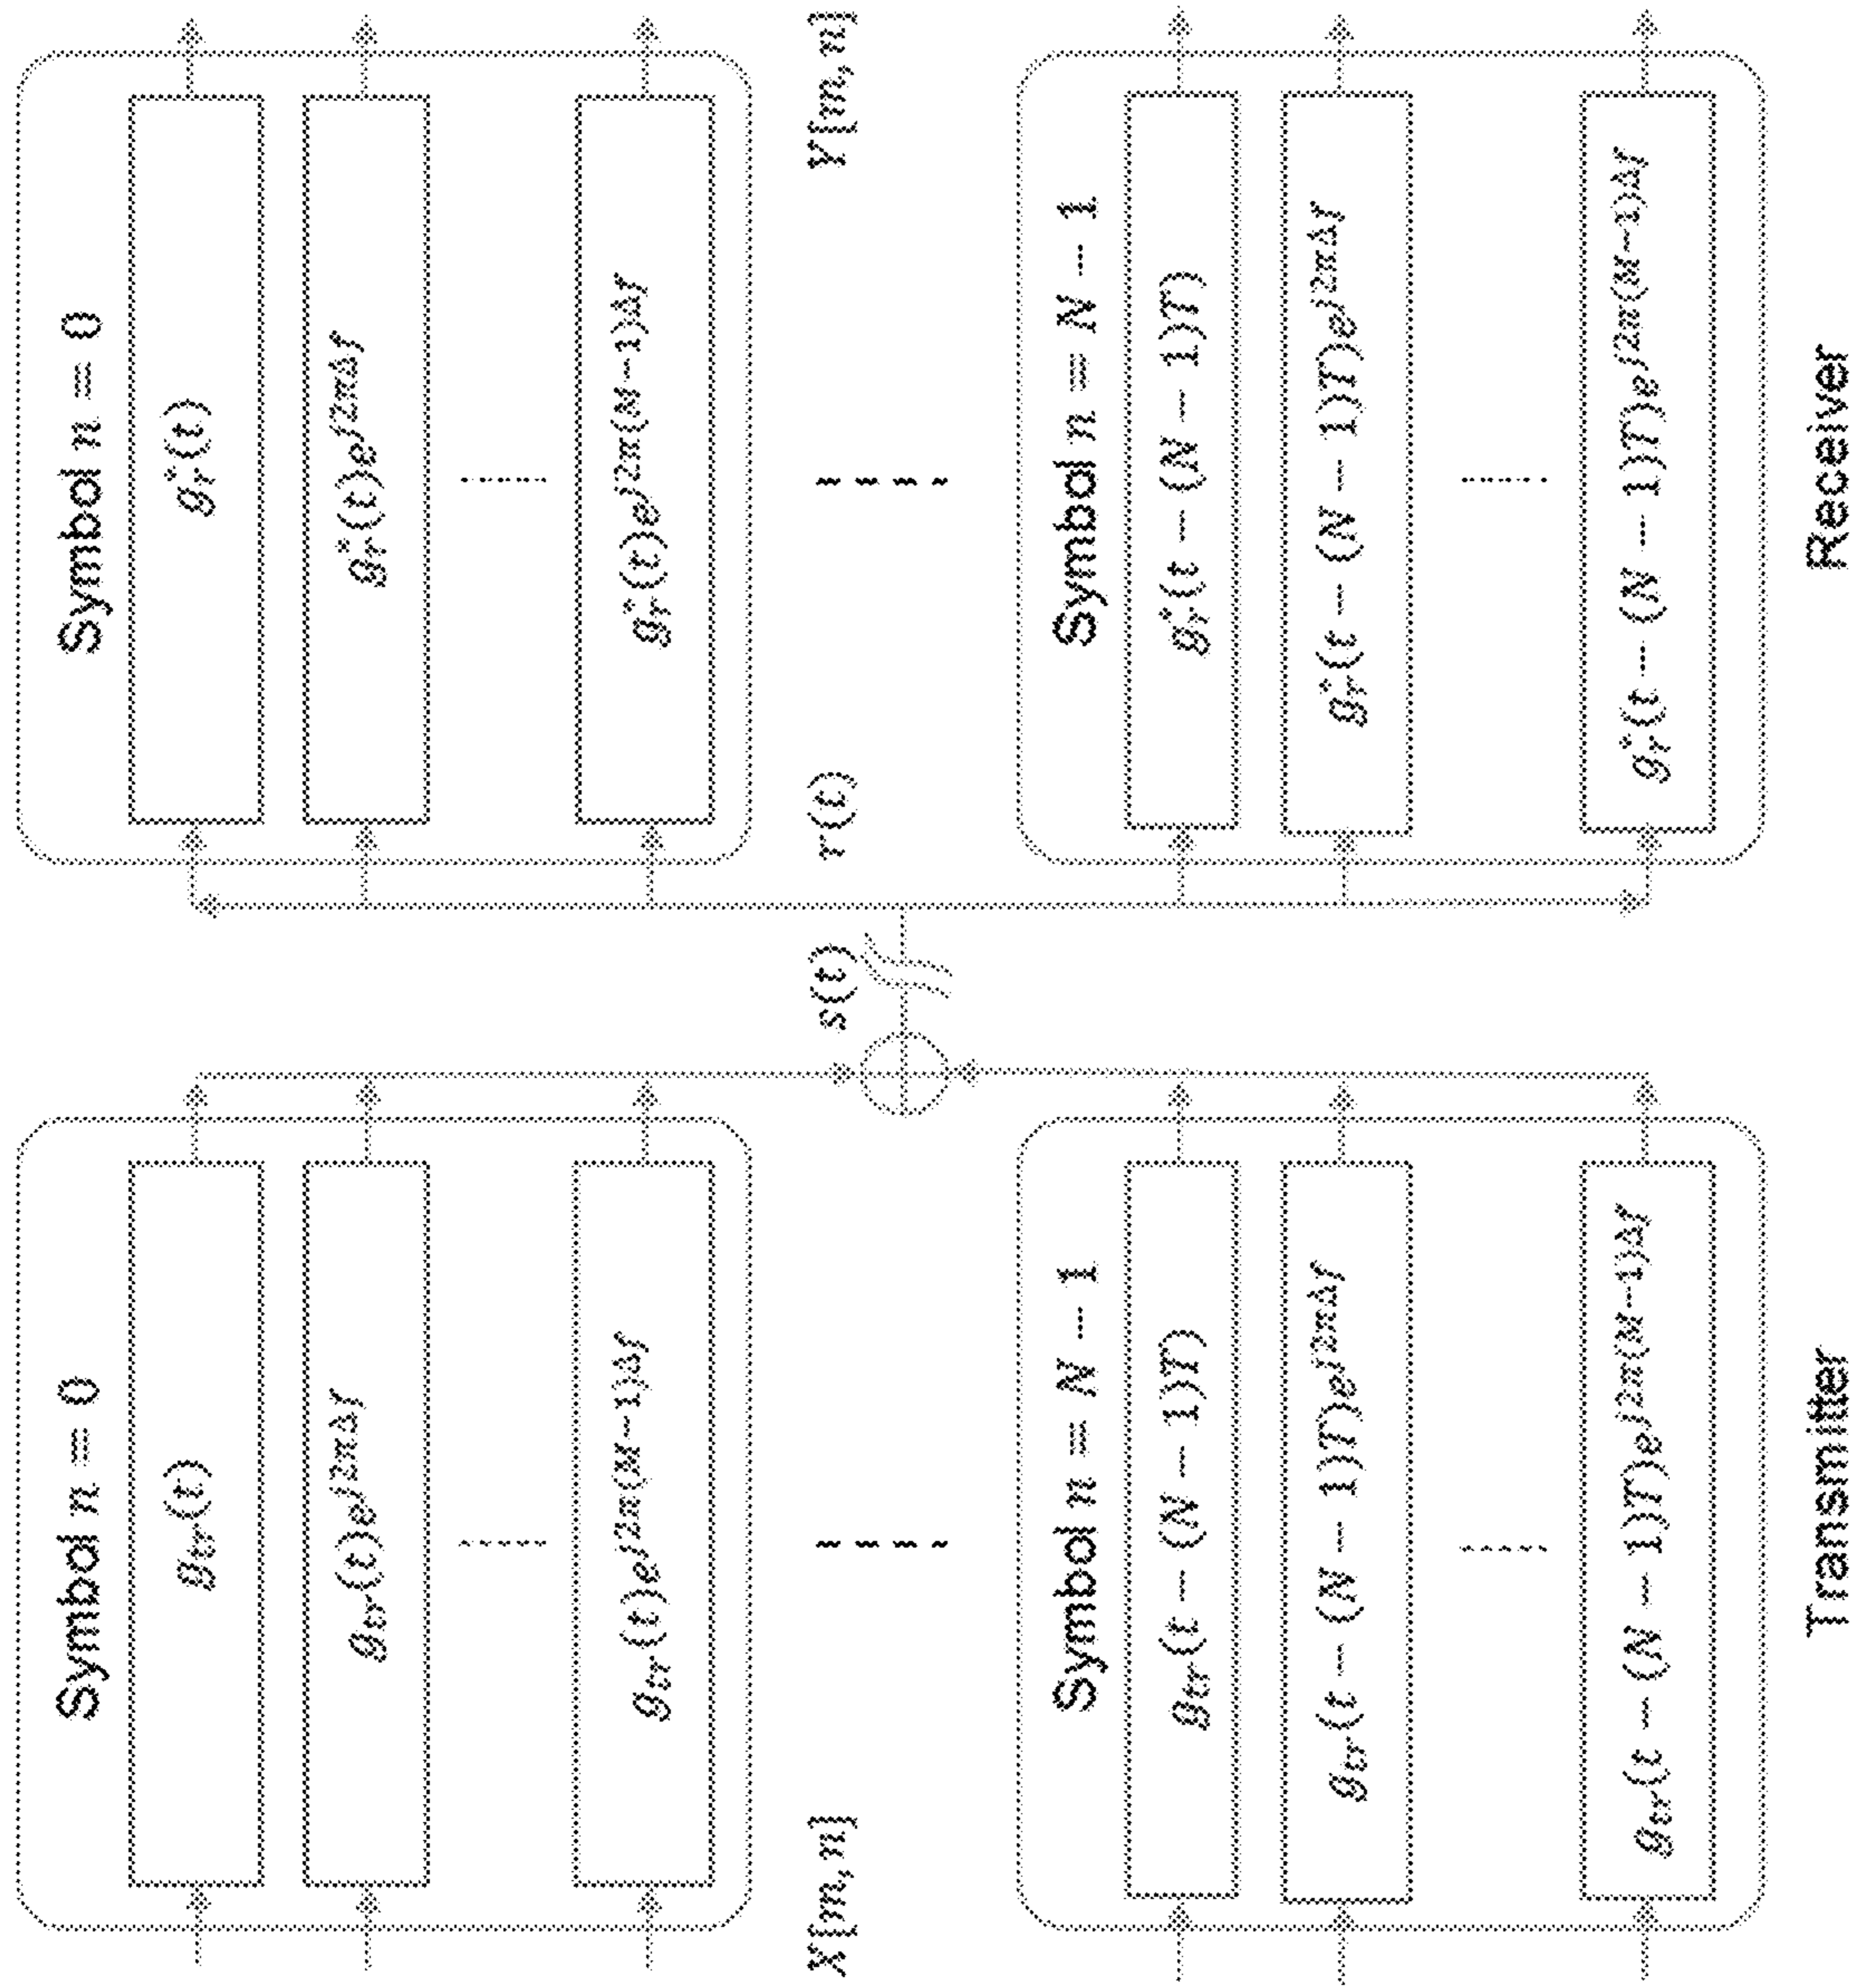 Symbol n = 0
g_tr(t)
g_tr(t)e^{j2πΔf}
g_tr(t)e^{j2π(M−1)Δf}
X[m, n]
Symbol n = N − 1
g_tr(t − (N − 1)T)
g_tr(t − (N − 1)T)e^{j2πΔf}
g_tr(t − (N − 1)T)e^{j2π(M−1)Δf}
Transmitter
s(t)
r(t)
Symbol n = 0
g_r^*(t)
g_r^*(t)e^{j2πΔf}
g_r^*(t)e^{j2π(M−1)Δf}
Y[m, n]
Symbol n = N − 1
g_r^*(t − (N − 1)T)
g_r^*(t − (N − 1)T)e^{j2πΔf}
g_r^*(t − (N − 1)T)e^{j2π(M−1)Δf}
Receiver